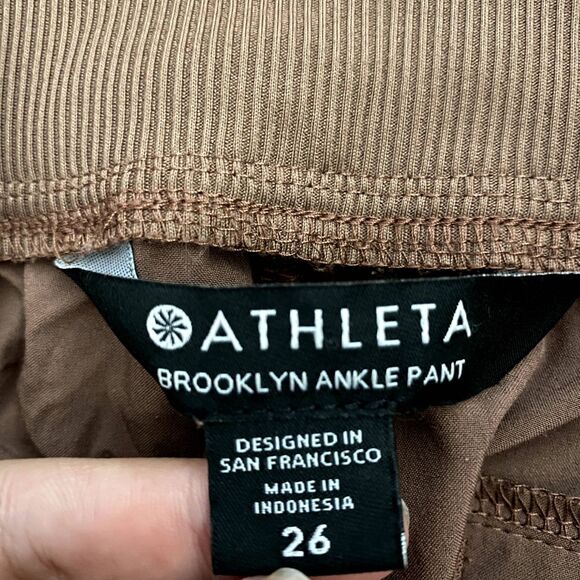 ATHLETA
BROOKLYN ANKLE PANT
DESIGNED IN
SAN FRANCISCO
MADE IN
INDONESIA
26